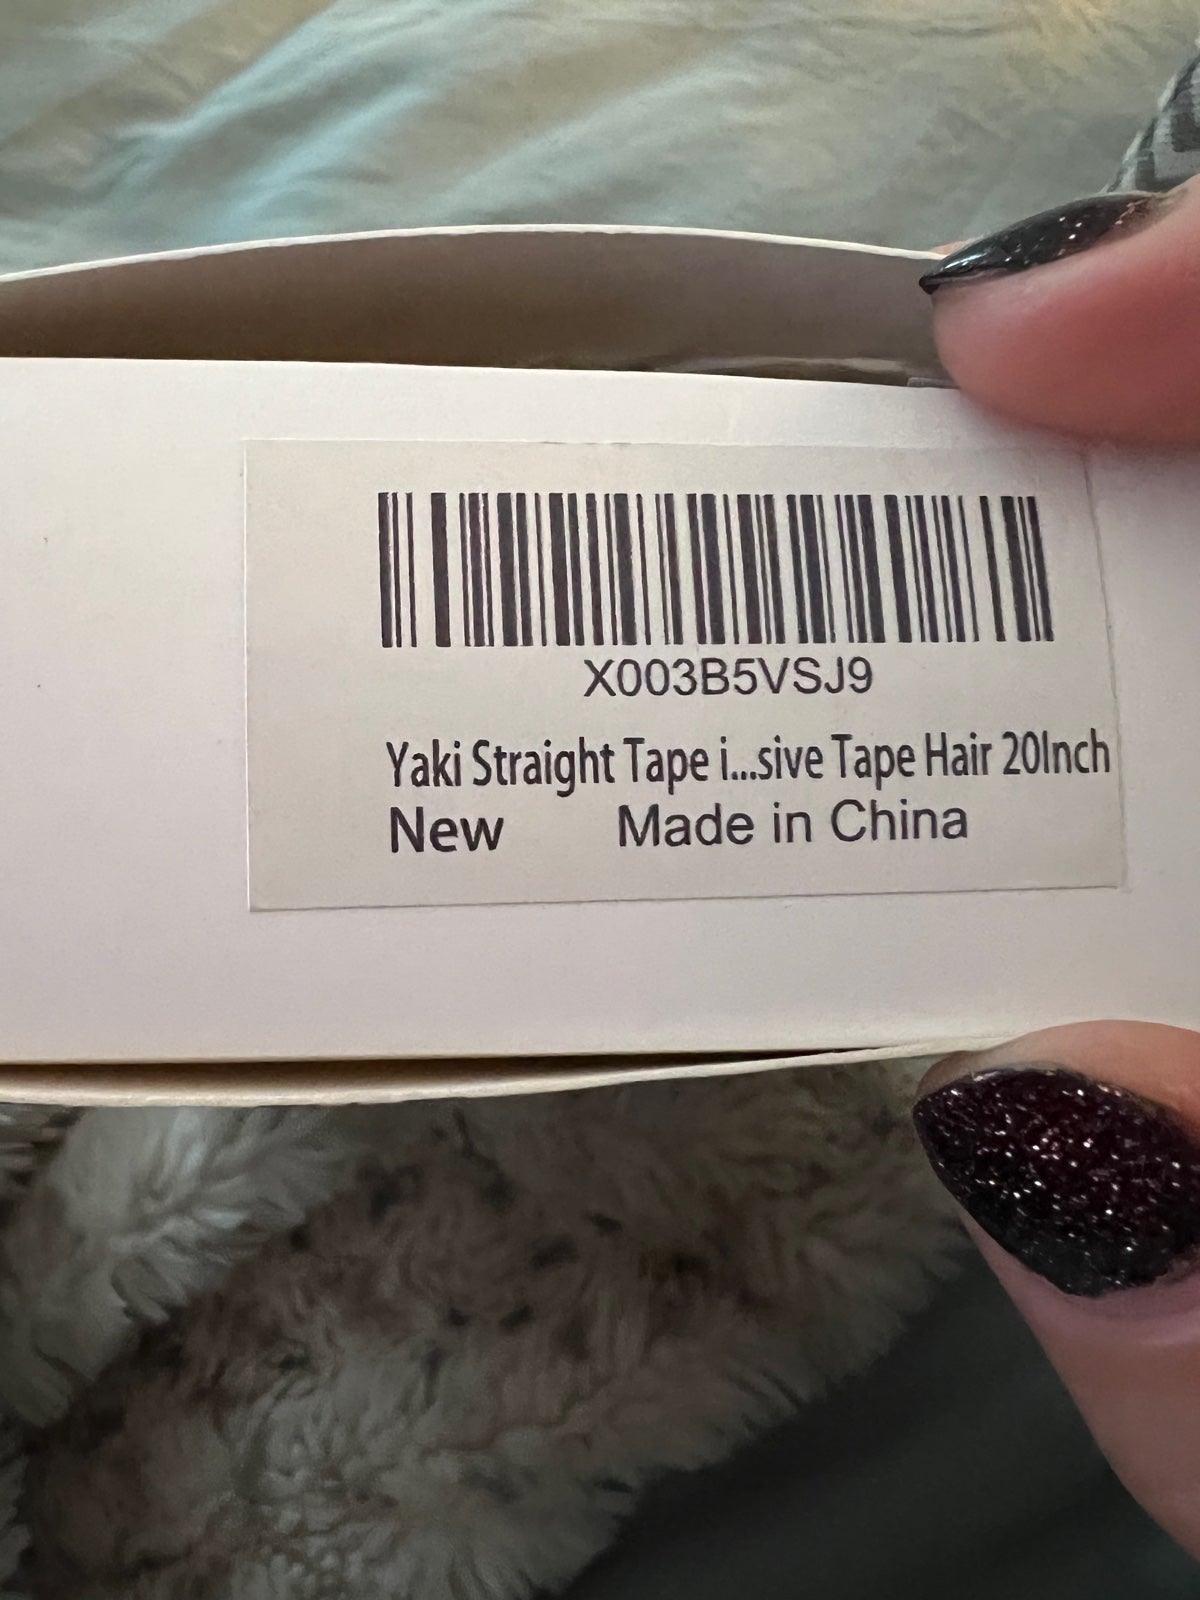 X003B5VSJ9
Yaki Straight Tape i...sive Tape Hair 20Inch
New Made in China